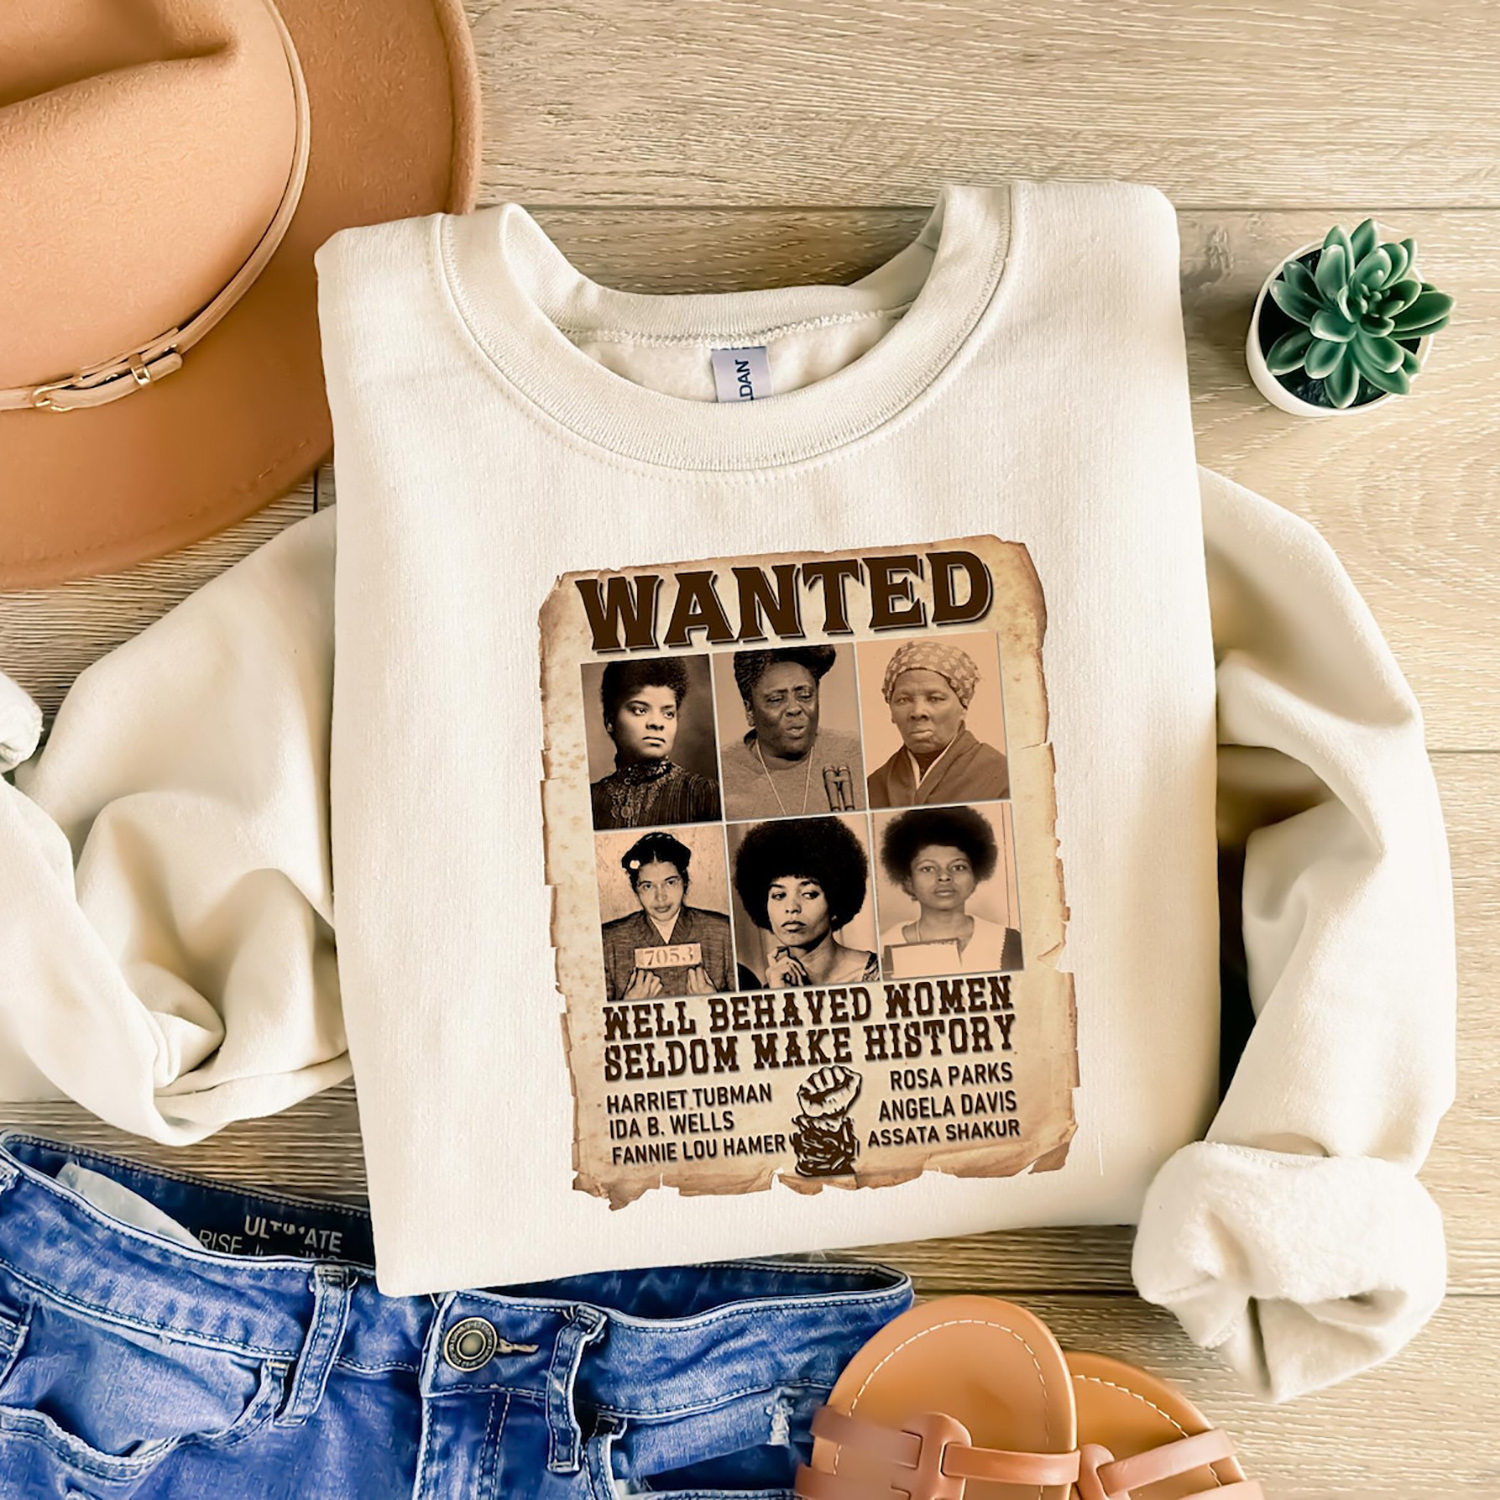 DAN
WANTED
7053
WELL BEHAVED WOMEN
SELDOM MAKE HISTORY
HARRIET TUBMAN
IDA B. WELLS
FANNIE LOU HAMER
ROSA PARKS
ANGELA DAVIS
ASSATA SHAKUR
RISE